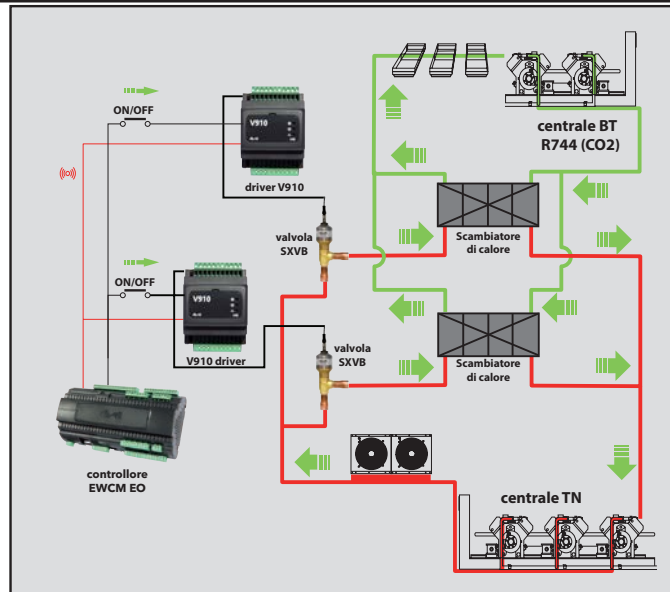 ON/OFF
V910
driver V910
centrale BT
R744 (CO2)
valvola
SXVB
Scambiatore
di calore
ON/OFF
V910
V910 driver
valvola
SXVB
Scambiatore
di calore
controllore
EWCM EO
centrale TN